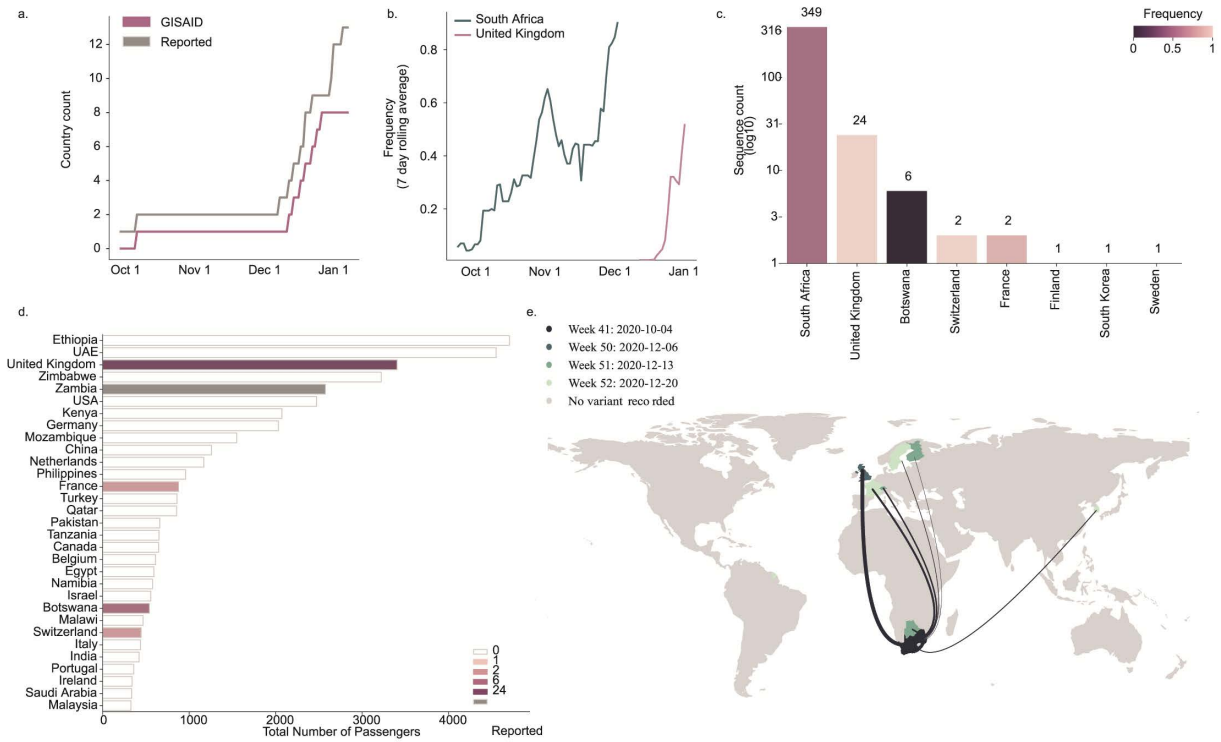 a.
GISAID
Reported
Country count
12
10
8
6
4
2
0
Oct 1
Nov 1
Dec 1
Jan 1
b.
South Africa
United Kingdom
Frequency
(7 day rolling average)
0.8
0.6
0.4
0.2
Oct 1
Nov 1
Dec 1
Jan 1
c.
Frequency
0
0.5
1
Sequence count
(log10)
316
100
31
10
3
1
349
24
6
2
2
1
1
1
South Africa
United Kingdom
Botswana
Switzerland
France
Finland
South Korea
Sweden
d.
Ethiopia
UAE
United Kingdom
Zimbabwe
Zambia
USA
Kenya
Germany
Mozambique
China
Netherlands
Philippines
France
Turkey
Qatar
Pakistan
Tanzania
Canada
Belgium
Egypt
Namibia
Israel
Botswana
Malawi
Switzerland
Italy
India
Portugal
Ireland
Saudi Arabia
Malaysia
0
1000
2000
3000
4000
Total Number of Passengers
0
1
2
6
24
Reported
e.
Week 41: 2020-10-04
Week 50: 2020-12-06
Week 51: 2020-12-13
Week 52: 2020-12-20
No variant recorded